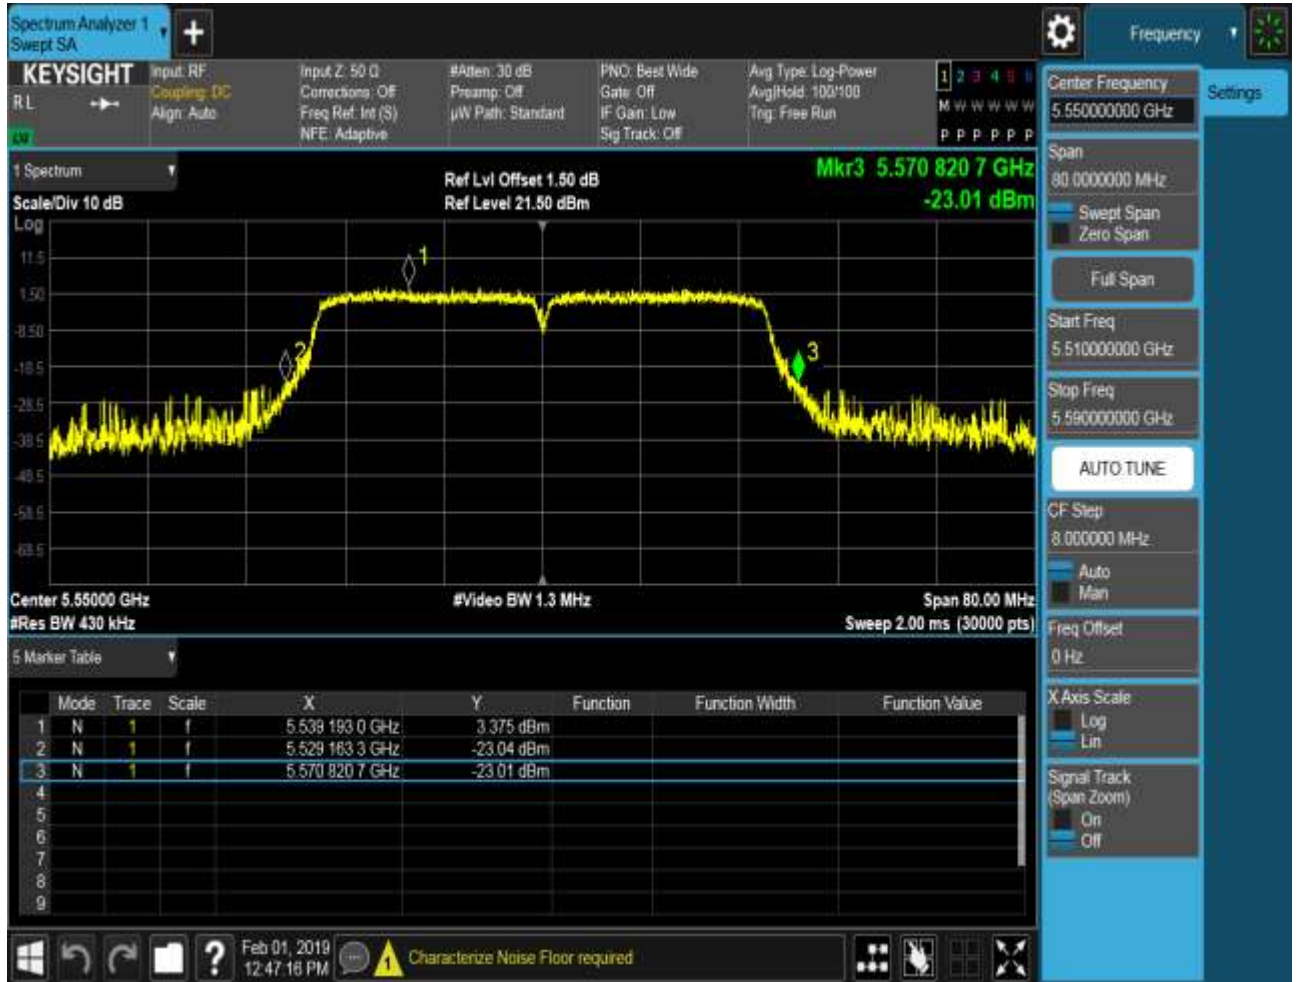 Spectrum Analyzer 1
Swept SA
Frequency
KEYSIGHT
RL
Input: RF
Coupling: DC
Align: Auto
Input Z: 50 Ω
Corrections: Off
Freq Ref: Int (S)
NFE: Adaptive
#Atten: 30 dB
Preamp: Off
µW Path: Standard
PNO: Best Wide
Gate: Off
IF Gain: Low
Sig Track: Off
Avg Type: Log-Power
Avg|Hold: 100/100
Trig: Free Run
1 2 3 4 5 6
M W W W W W
P P P P P P
1 Spectrum
Scale/Div 10 dB
Log
Ref Lvl Offset 1.50 dB
Ref Level 21.50 dBm
Mkr3 5.570 820 7 GHz
-23.01 dBm
11.5
1.50
-8.50
-18.5
-28.5
-38.5
-48.5
-58.5
-68.5
1
2
3
Center 5.55000 GHz
#Res BW 430 kHz
#Video BW 1.3 MHz
Span 80.00 MHz
Sweep 2.00 ms (30000 pts)
5 Marker Table
Mode Trace Scale X Y Function Function Width Function Value
1 N 1 f 5.539 193 0 GHz 3.375 dBm
2 N 1 f 5.529 163 3 GHz -23.04 dBm
3 N 1 f 5.570 820 7 GHz -23.01 dBm
4
5
6
7
8
9
Center Frequency
5.550000000 GHz
Settings
Span
80.0000000 MHz
Swept Span
Zero Span
Full Span
Start Freq
5.510000000 GHz
Stop Freq
5.590000000 GHz
AUTO TUNE
CF Step
8.000000 MHz
Auto
Man
Freq Offset
0 Hz
X Axis Scale
Log
Lin
Signal Track
(Span Zoom)
On
Off
?
Feb 01, 2019
12:47:16 PM
1
Characterize Noise Floor required